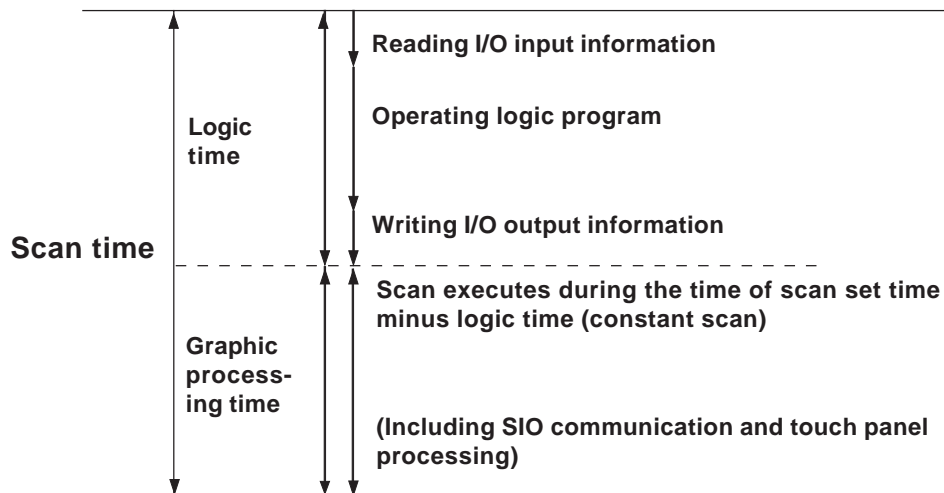 Reading I/O input information
Operating logic program
Logic
time
Writing I/O output information
Scan time
Scan executes during the time of scan set time
minus logic time (constant scan)
Graphic
process-
ing time
(Including SIO communication and touch panel
processing)